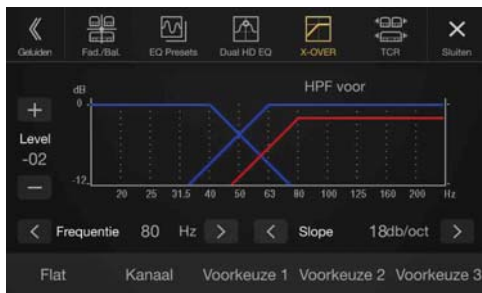 Geluiden Fad./Bal. EQ Presets Dual HD EQ X-OVER TCR Sluiten
HPF voor
dB
0
+
Level
-02
-
-12
20 25 31.5 40 50 63 80 100 125 160 200 Hz
Frequentie 80 Hz Slope 18db/oct
Flat Kanaal Voorkeuze 1 Voorkeuze 2 Voorkeuze 3